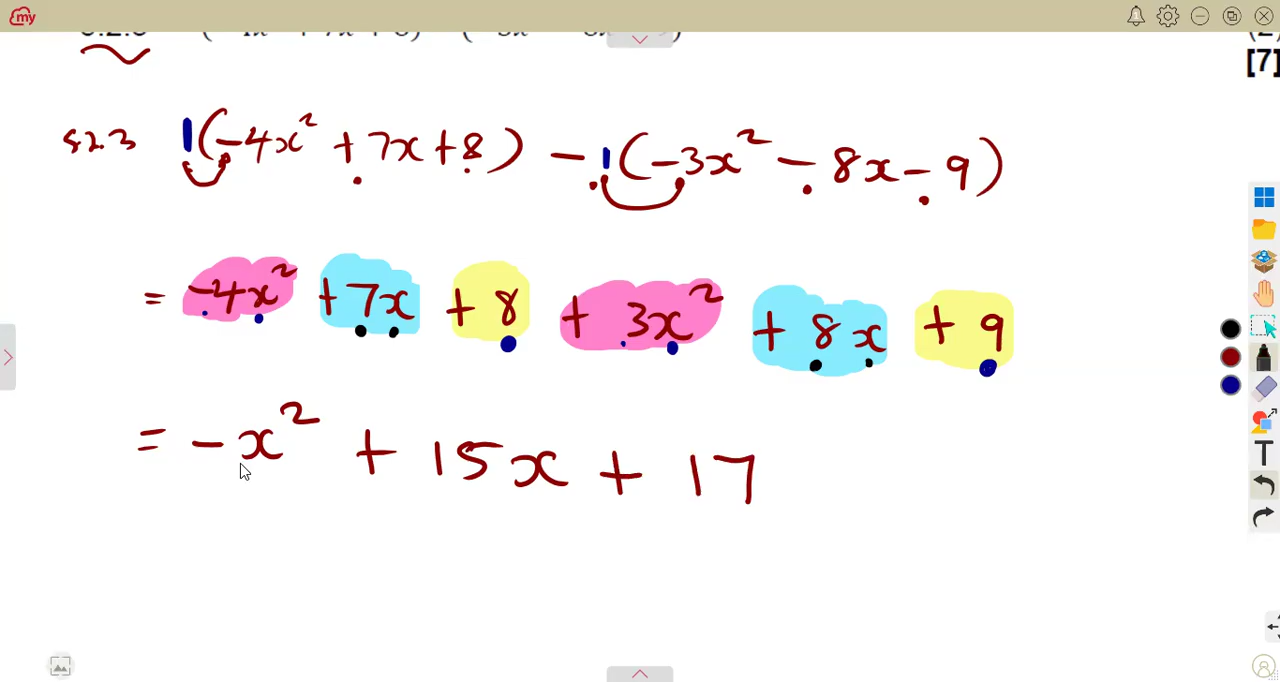 my
[7]
5.2.3 1(-4x² + 7x + 8) - 1(-3x² - 8x - 9)
= -4x² + 7x + 8 + 3x² + 8x + 9
= -x² + 15x + 17
T